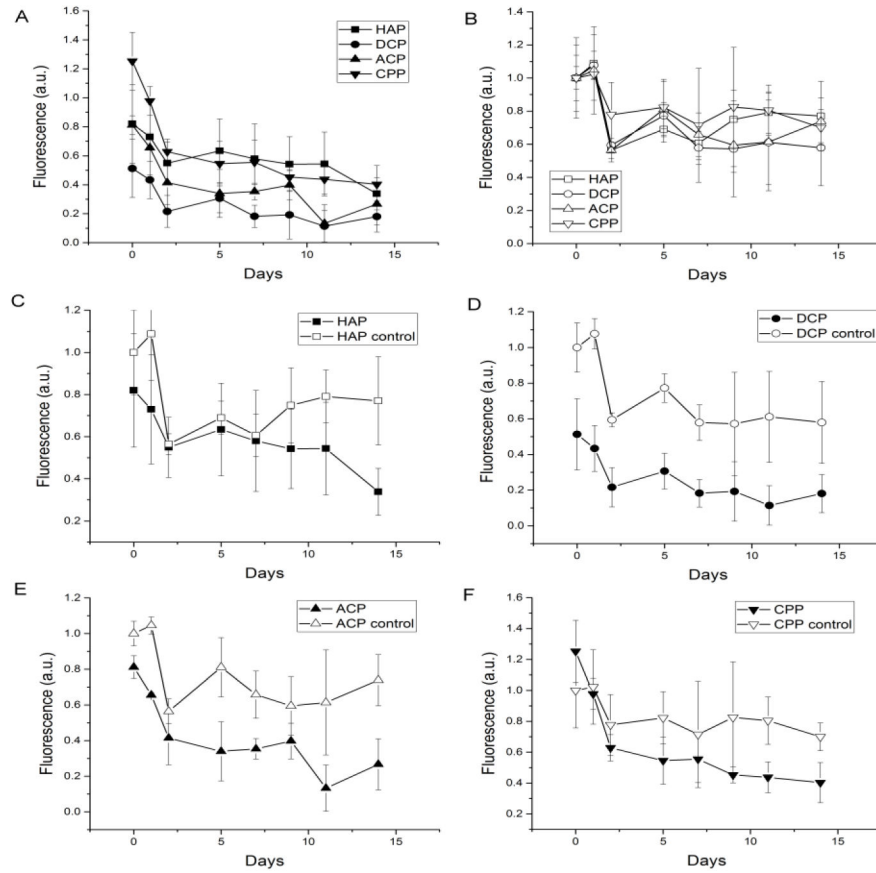 A
HAP
DCP
ACP
CPP
Fluorescence (a.u.)
1.6
1.4
1.2
1.0
0.8
0.6
0.4
0.2
0.0
0 5 10 15
Days
B
HAP
DCP
ACP
CPP
Fluorescence (a.u.)
1.4
1.2
1.0
0.8
0.6
0.4
0.2
0.0
0 5 10 15
Days
C
HAP
HAP control
Fluorescence (a.u.)
1.2
1.0
0.8
0.6
0.4
0.2
0 5 10 15
Days
D
DCP
DCP control
Fluorescence (a.u.)
1.2
1.0
0.8
0.6
0.4
0.2
0.0
0 5 10 15
Days
E
ACP
ACP control
Fluorescence (a.u.)
1.2
1.0
0.8
0.6
0.4
0.2
0.0
0 5 10 15
Days
F
CPP
CPP control
Fluorescence (a.u.)
1.6
1.4
1.2
1.0
0.8
0.6
0.4
0.2
0 5 10 15
Days